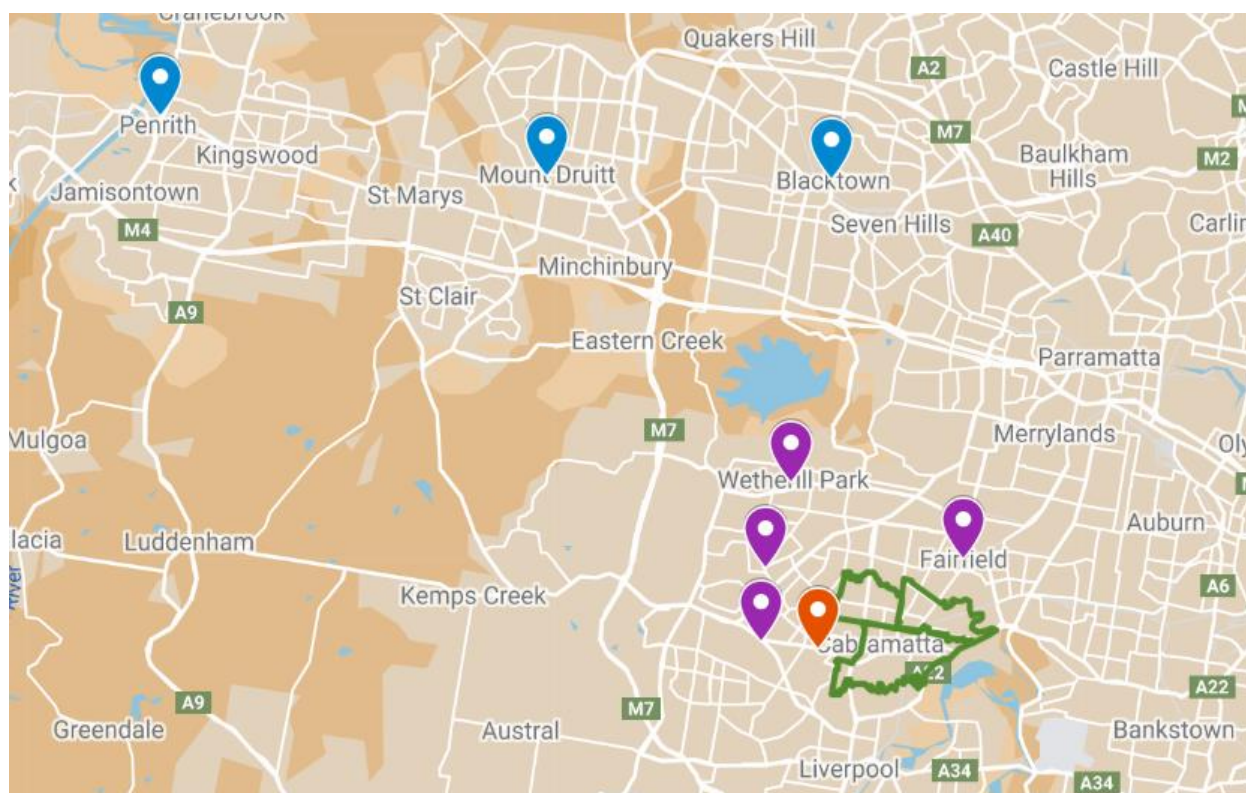 Cranebrook
Quakers Hill
A2
Castle Hill
Penrith
M7
Kingswood
Mount Druitt
Blacktown
Baulkham
Hills
M2
Jamisontown
St Marys
Seven Hills
M4
A40
Carlin
Minchinbury
St Clair
A9
Eastern Creek
Parramatta
M7
Mulgoa
Merrylands
Oly
Wetherill Park
Auburn
llacia
Luddenham
Fairfield
Kemps Creek
A6
Cabramatta
A22
A22
A9
M7
Greendale
Austral
Bankstown
Liverpool
A34
A34